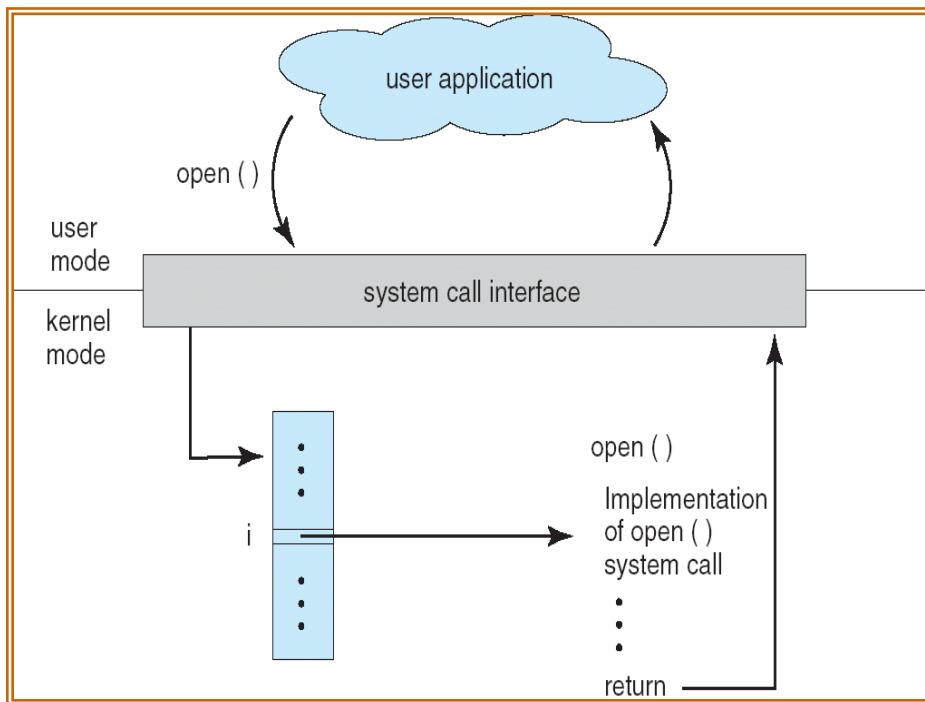 user application
open ( )
user
mode
system call interface
kernel
mode
open ( )
Implementation
of open ( )
system call
i
return